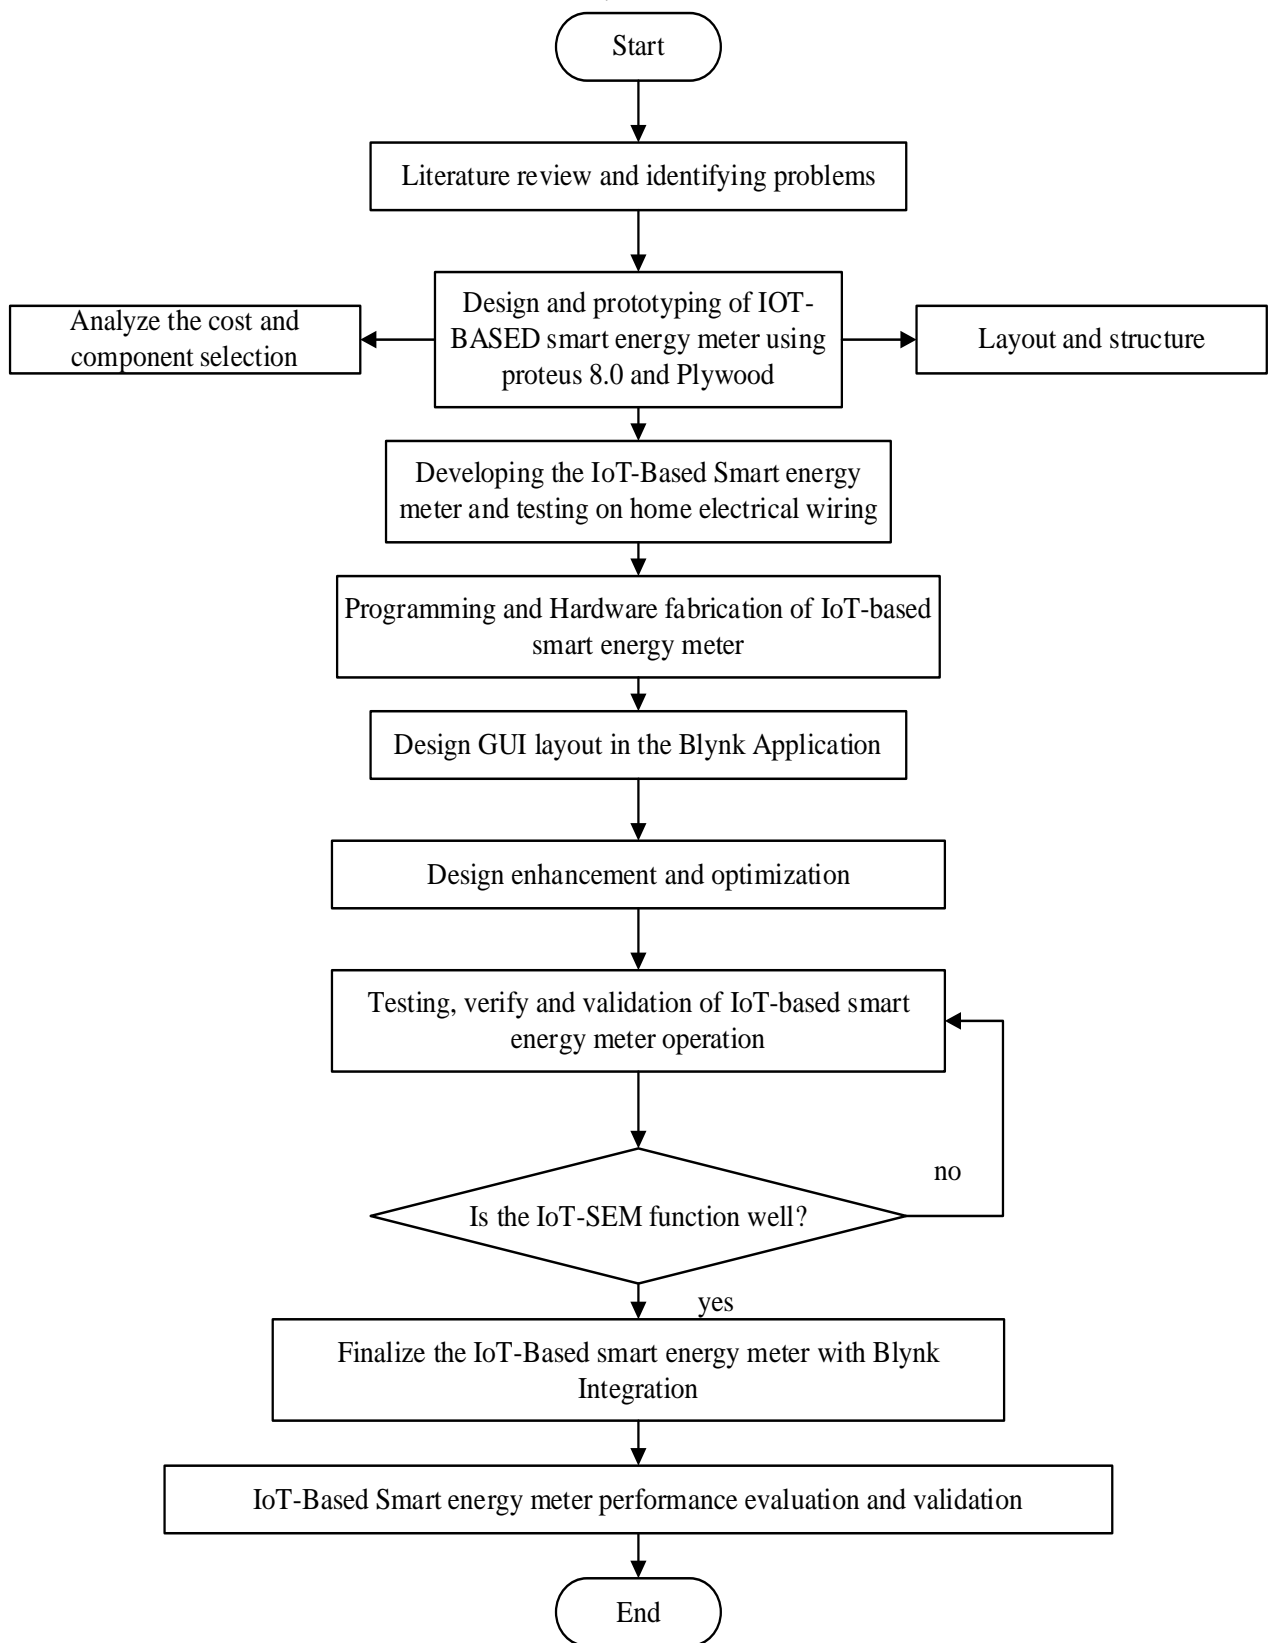 Start
Literature review and identifying problems
Design and prototyping of IOT-
BASED smart energy meter using
proteus 8.0 and Plywood
Analyze the cost and
component selection
Layout and structure
Developing the IoT-Based Smart energy
meter and testing on home electrical wiring
Programming and Hardware fabrication of IoT-based
smart energy meter
Design GUI layout in the Blynk Application
Design enhancement and optimization
Testing, verify and validation of IoT-based smart
energy meter operation
no
Is the IoT-SEM function well?
yes
Finalize the IoT-Based smart energy meter with Blynk
Integration
IoT-Based Smart energy meter performance evaluation and validation
End